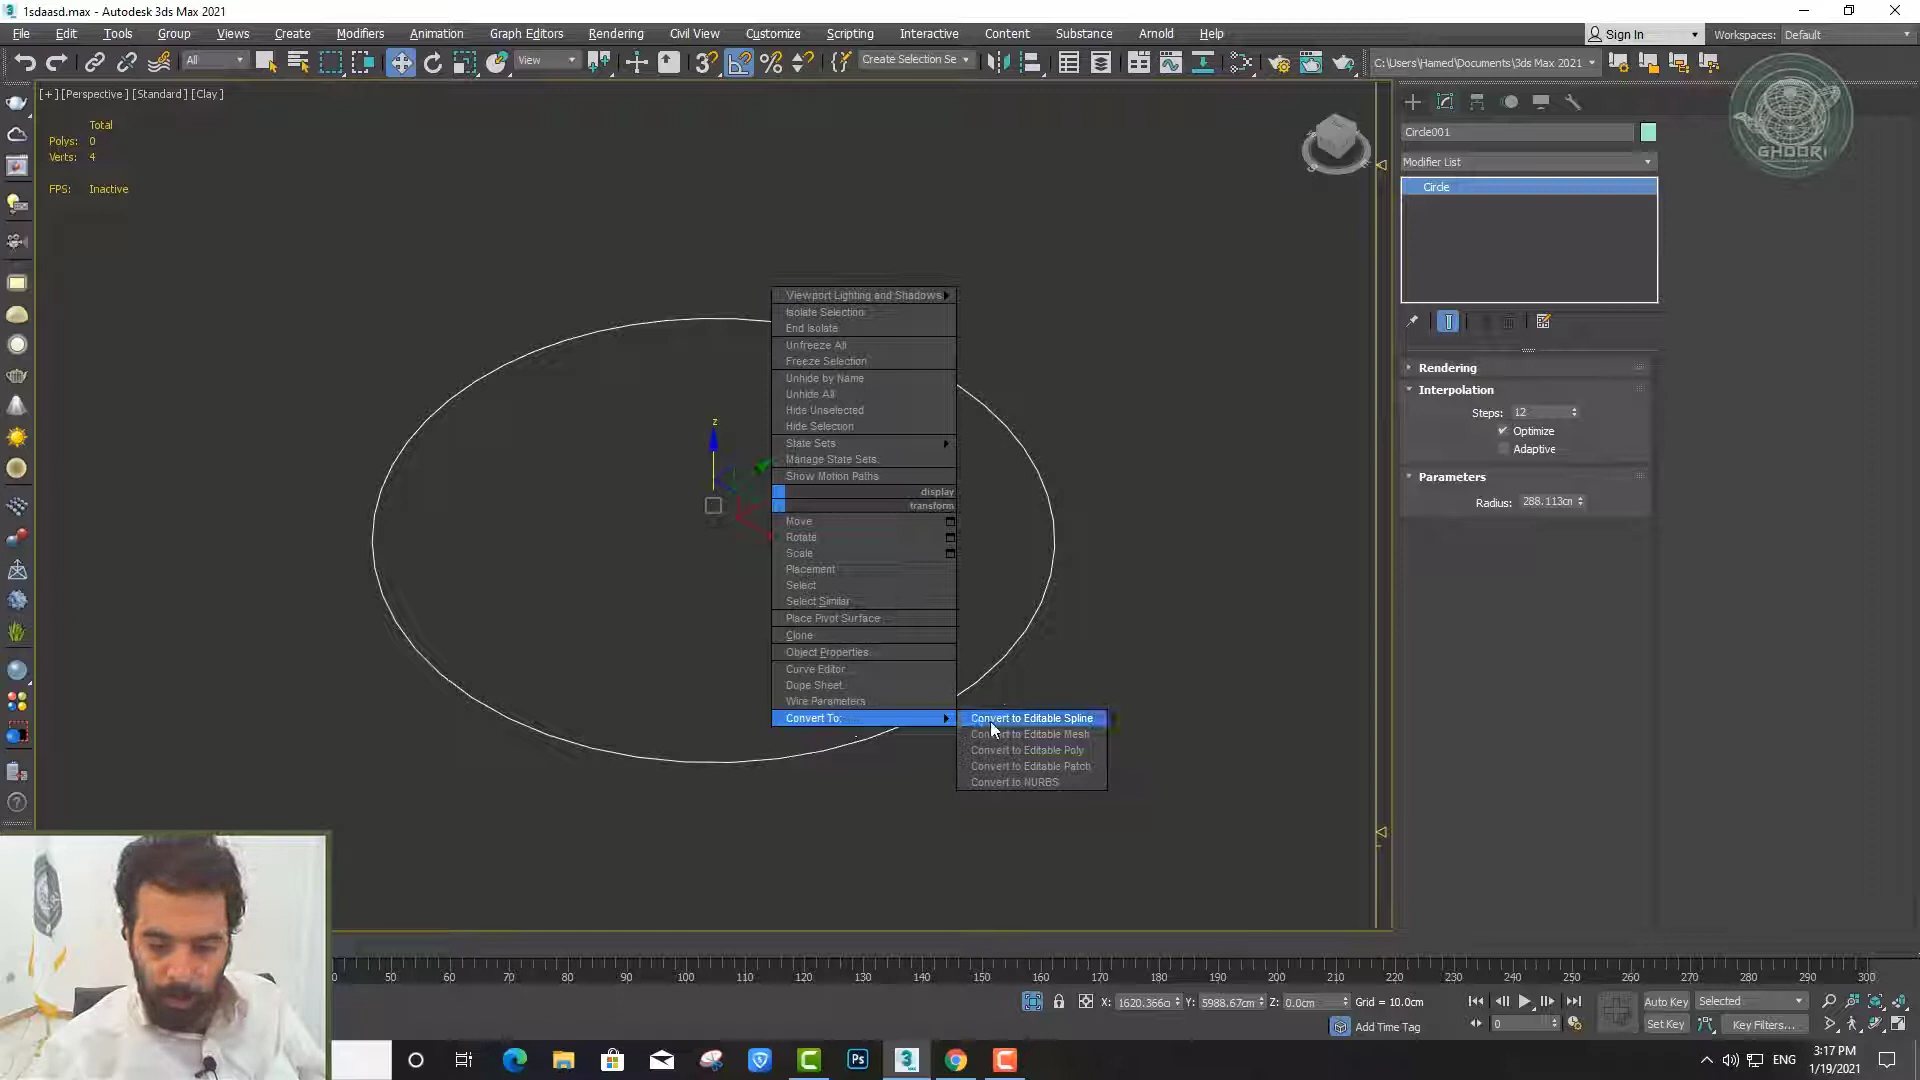 1sdaasd.max - Autodesk 3ds Max 2021
File Edit Tools Group Views Create Modifiers Animation Graph Editors Rendering Civil View Customize Scripting Interactive Content Substance Arnold Help
Sign In
Workspaces: Default
All
View
Create Selection Se
C:\Users\Hamed\Documents\3ds Max 2021
[+] [Perspective] [Standard] [Clay]
Total
Polys: 0
Verts: 4
FPS: Inactive
GHOORI
Circle001
Modifier List
Circle
Rendering
Interpolation
Steps: 12
Optimize
Adaptive
Parameters
Radius: 288.113cm
z
Viewport Lighting and Shadows
Isolate Selection
End Isolate
Unfreeze All
Freeze Selection
Unhide by Name
Unhide All
Hide Unselected
Hide Selection
State Sets
Manage State Sets.
Show Motion Paths
display
transform
Move
Rotate
Scale
Placement
Select
Select Similar
Place Pivot Surface
Clone
Object Properties
Curve Editor
Dope Sheet.
Wire Parameters
Convert To:
Convert to Editable Spline
Convert to Editable Mesh
Convert to Editable Poly
Convert to Editable Patch
Convert to NURBS
0 50 60 70 80 90 100 110 120 130 140 150 160 170 180 190 200 210 220 230 240 250 260 270 280 290 300
X: 1620.366c Y: 5988.67cm Z: 0.0cm Grid = 10.0cm
Add Time Tag
0
Auto Key Selected
Set Key Key Filters...
Ps
3
MAX
ENG
3:17 PM
1/19/2021